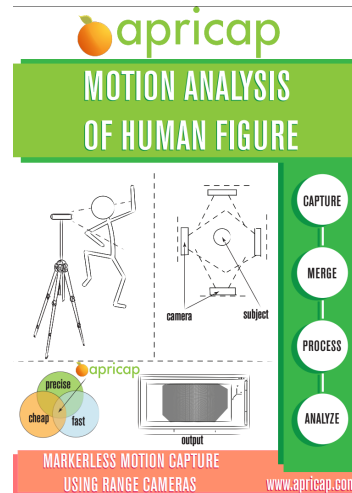 apricap
MOTION ANALYSIS
OF HUMAN FIGURE
CAPTURE
MERGE
PROCESS
ANALYZE
camera
subject
apricap
precise
cheap
fast
output
MARKERLESS MOTION CAPTURE
USING RANGE CAMERAS
www.apricap.com